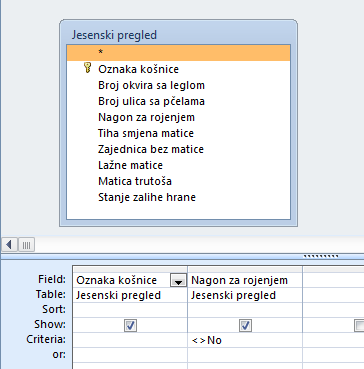 Jesenski pregled
*
Oznaka košnice
Broj okvira sa leglom
Broj ulica sa pčelama
Nagon za rojenjem
Tiha smjena matice
Zajednica bez matice
Lažne matice
Matica trutoša
Stanje zalihe hrane
Field: Oznaka košnice Nagon za rojenjem
Table: Jesenski pregled Jesenski pregled
Sort:
Show:
Criteria: <>No
or: